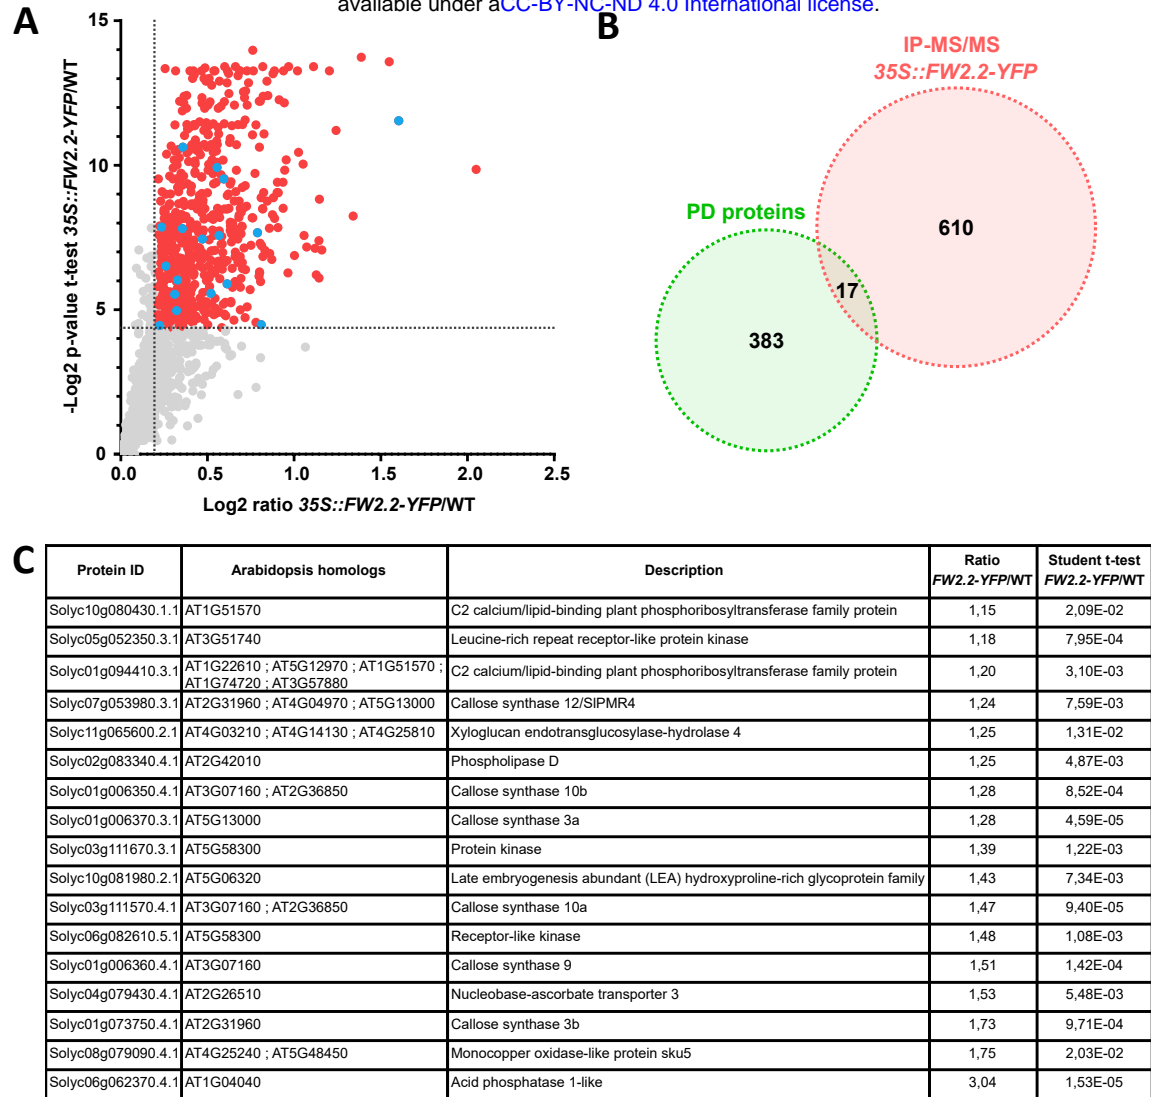 available under aCC-BY-NC-ND 4.0 International license.
A
-Log2 p-value t-test 35S::FW2.2-YFP/WT
15
10
5
0
0.0 0.5 1.0 1.5 2.0 2.5
Log2 ratio 35S::FW2.2-YFP/WT
B
IP-MS/MS
35S::FW2.2-YFP
PD proteins
610
17
383
C
Protein ID Arabidopsis homologs Description Ratio FW2.2-YFP/WT Student t-test FW2.2-YFP/WT
Solyc10g080430.1.1 AT1G51570 C2 calcium/lipid-binding plant phosphoribosyltransferase family protein 1,15 2,09E-02
Solyc05g052350.3.1 AT3G51740 Leucine-rich repeat receptor-like protein kinase 1,18 7,95E-04
Solyc01g094410.3.1 AT1G22610 ; AT5G12970 ; AT1G51570 ; AT1G74720 ; AT3G57880 C2 calcium/lipid-binding plant phosphoribosyltransferase family protein 1,20 3,10E-03
Solyc07g053980.3.1 AT2G31960 ; AT4G04970 ; AT5G13000 Callose synthase 12/SlPMR4 1,24 7,59E-03
Solyc11g065600.2.1 AT4G03210 ; AT4G14130 ; AT4G25810 Xyloglucan endotransglucosylase-hydrolase 4 1,25 1,31E-02
Solyc02g083340.4.1 AT2G42010 Phospholipase D 1,25 4,87E-03
Solyc01g006350.4.1 AT3G07160 ; AT2G36850 Callose synthase 10b 1,28 8,52E-04
Solyc01g006370.3.1 AT5G13000 Callose synthase 3a 1,28 4,59E-05
Solyc03g111670.3.1 AT5G58300 Protein kinase 1,39 1,22E-03
Solyc10g081980.2.1 AT5G06320 Late embryogenesis abundant (LEA) hydroxyproline-rich glycoprotein family 1,43 7,34E-03
Solyc03g111570.4.1 AT3G07160 ; AT2G36850 Callose synthase 10a 1,47 9,40E-05
Solyc06g082610.5.1 AT5G58300 Receptor-like kinase 1,48 1,08E-03
Solyc01g006360.4.1 AT3G07160 Callose synthase 9 1,51 1,42E-04
Solyc04g079430.4.1 AT2G26510 Nucleobase-ascorbate transporter 3 1,53 5,48E-03
Solyc01g073750.4.1 AT2G31960 Callose synthase 3b 1,73 9,71E-04
Solyc08g079090.4.1 AT4G25240 ; AT5G48450 Monocopper oxidase-like protein sku5 1,75 2,03E-02
Solyc06g062370.4.1 AT1G04040 Acid phosphatase 1-like 3,04 1,53E-05